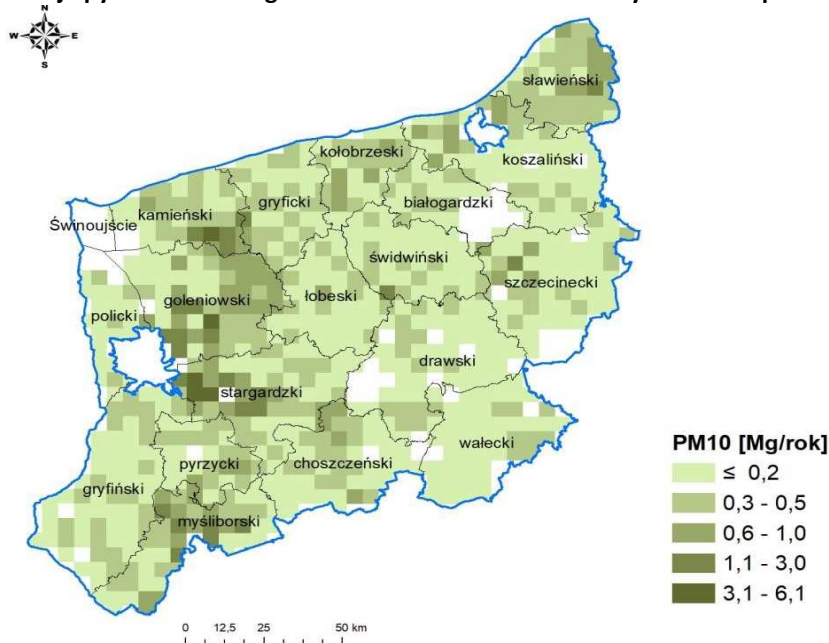 N
W E
S
sławieński
kołobrzeski
koszaliński
gryficki
białogardzki
kamieński
Świnoujście
świdwiński
szczecinecki
goleniowski
łobeski
policki
drawski
stargardzki
wałecki
pyrzycki
choszczeński
gryfiński
myśliborski
PM10 [Mg/rok]
≤ 0,2
0,3 - 0,5
0,6 - 1,0
1,1 - 3,0
3,1 - 6,1
0 12,5 25 50 km